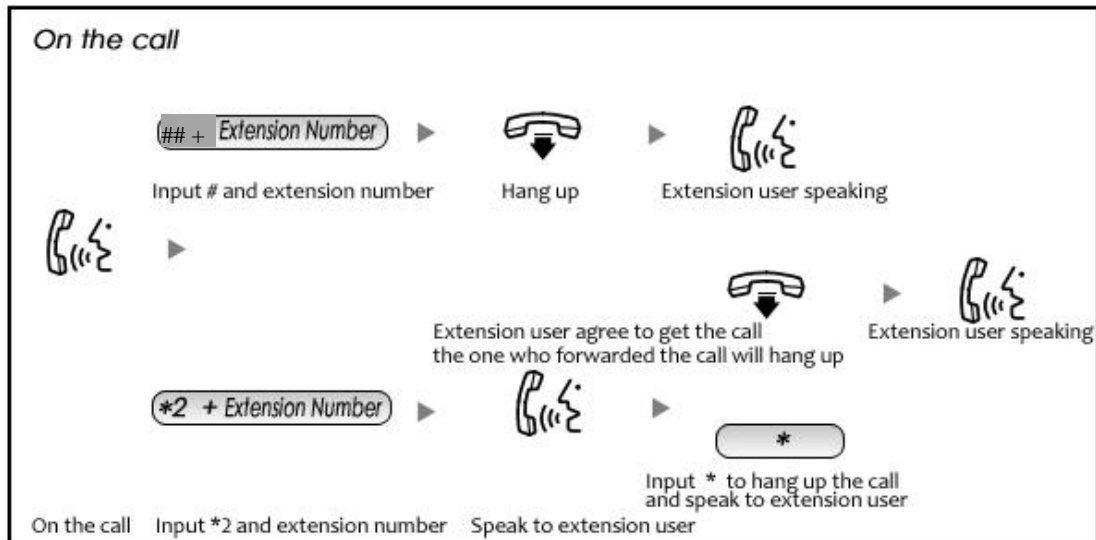 On the call
## + Extension Number
Input # and extension number
Hang up
Extension user speaking
Extension user agree to get the call
the one who forwarded the call will hang up
Extension user speaking
*2 + Extension Number
*
Input * to hang up the call
and speak to extension user
On the call
Input *2 and extension number
Speak to extension user